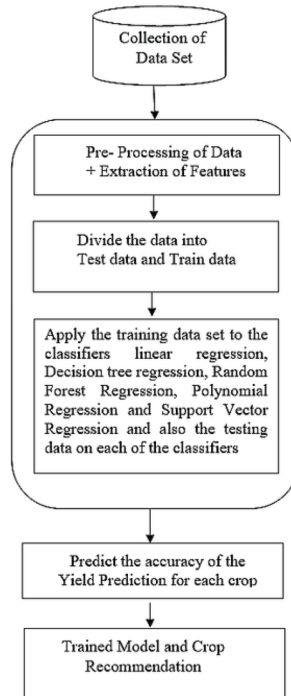 Collection of
Data Set
Pre- Processing of Data
+ Extraction of Features
Divide the data into
Test data and Train data
Apply the training data set to the
classifiers linear regression,
Decision tree regression, Random
Forest Regression, Polynomial
Regression and Support Vector
Regression and also the testing
data on each of the classifiers
Predict the accuracy of the
Yield Prediction for each crop
Trained Model and Crop
Recommendation